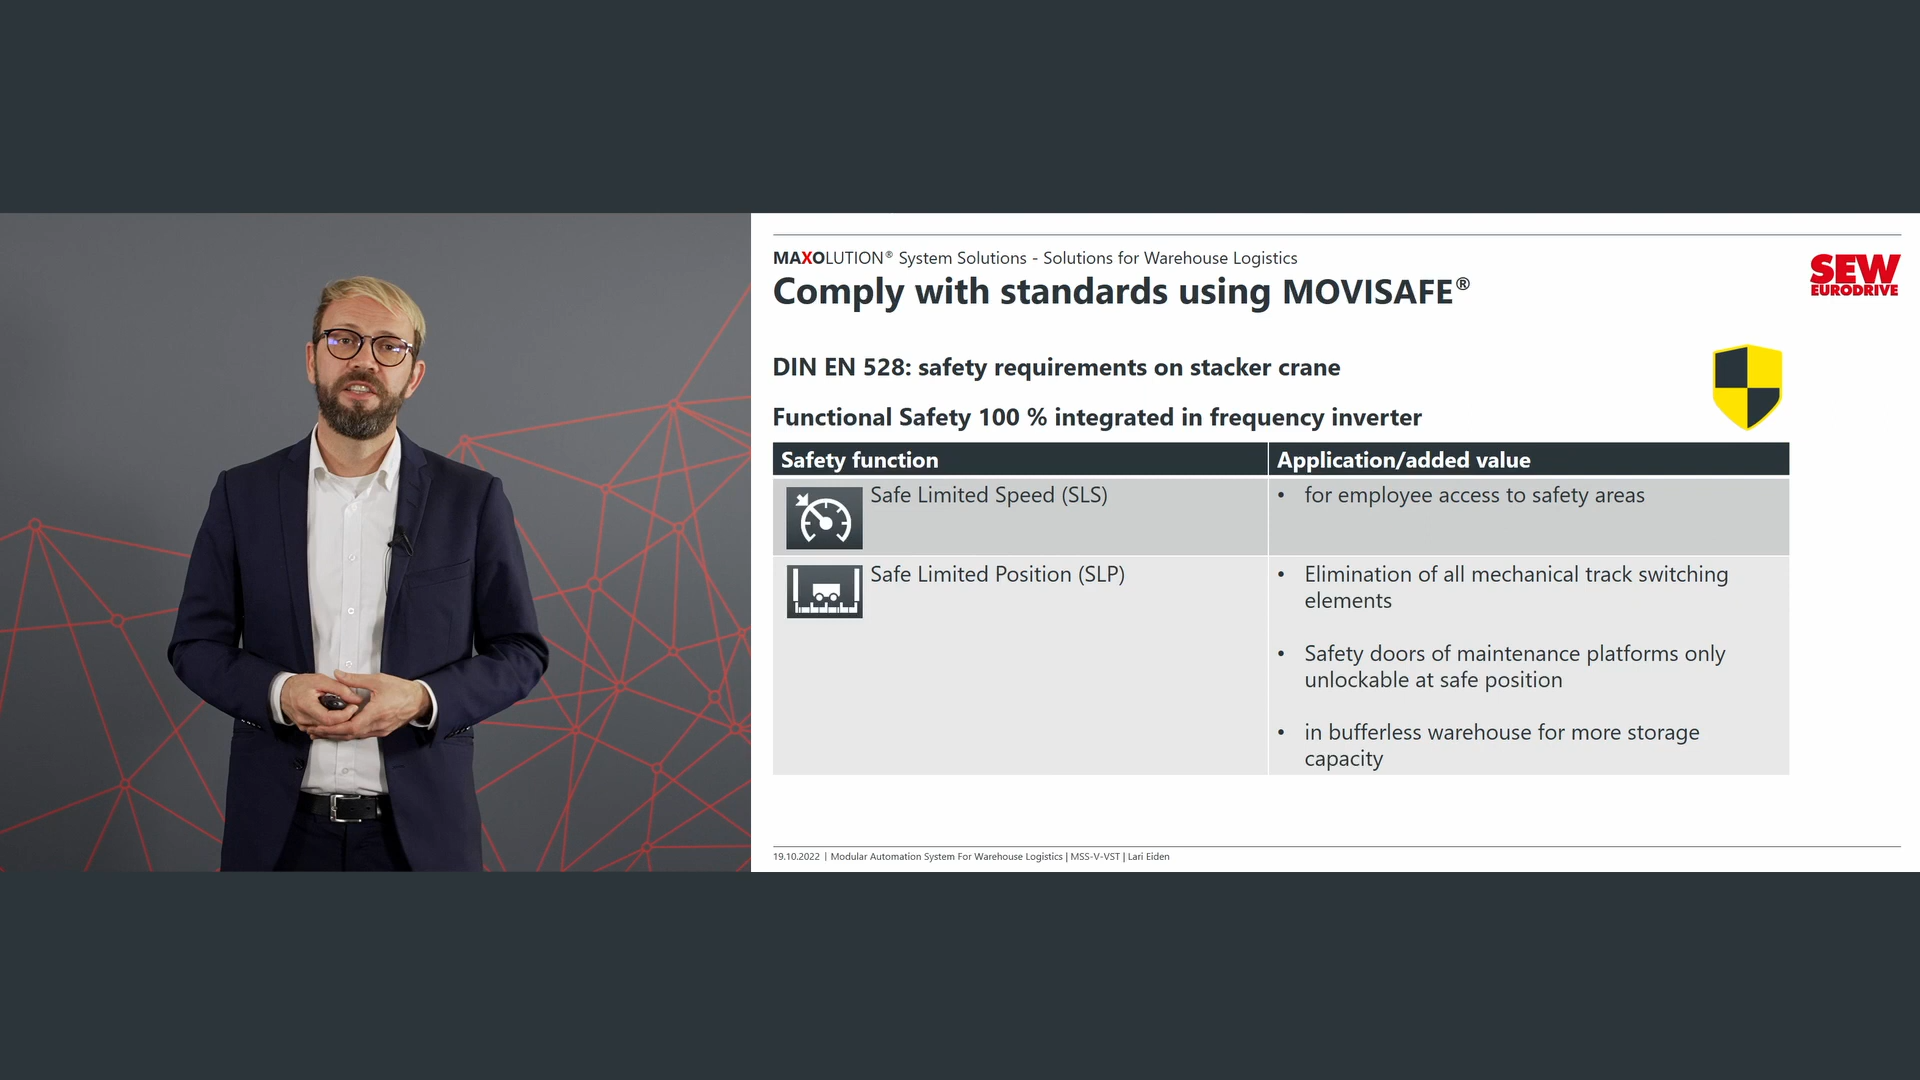 MAXOLUTION® System Solutions - Solutions for Warehouse Logistics
Comply with standards using MOVISAFE®
SEW
EURODRIVE
DIN EN 528: safety requirements on stacker crane
Functional Safety 100 % integrated in frequency inverter
Safety function
Application/added value
Safe Limited Speed (SLS)
• for employee access to safety areas
Safe Limited Position (SLP)
• Elimination of all mechanical track switching
elements
• Safety doors of maintenance platforms only
unlockable at safe position
• in bufferless warehouse for more storage
capacity
19.10.2022 | Modular Automation System For Warehouse Logistics | MSS-V-VST | Lari Eiden